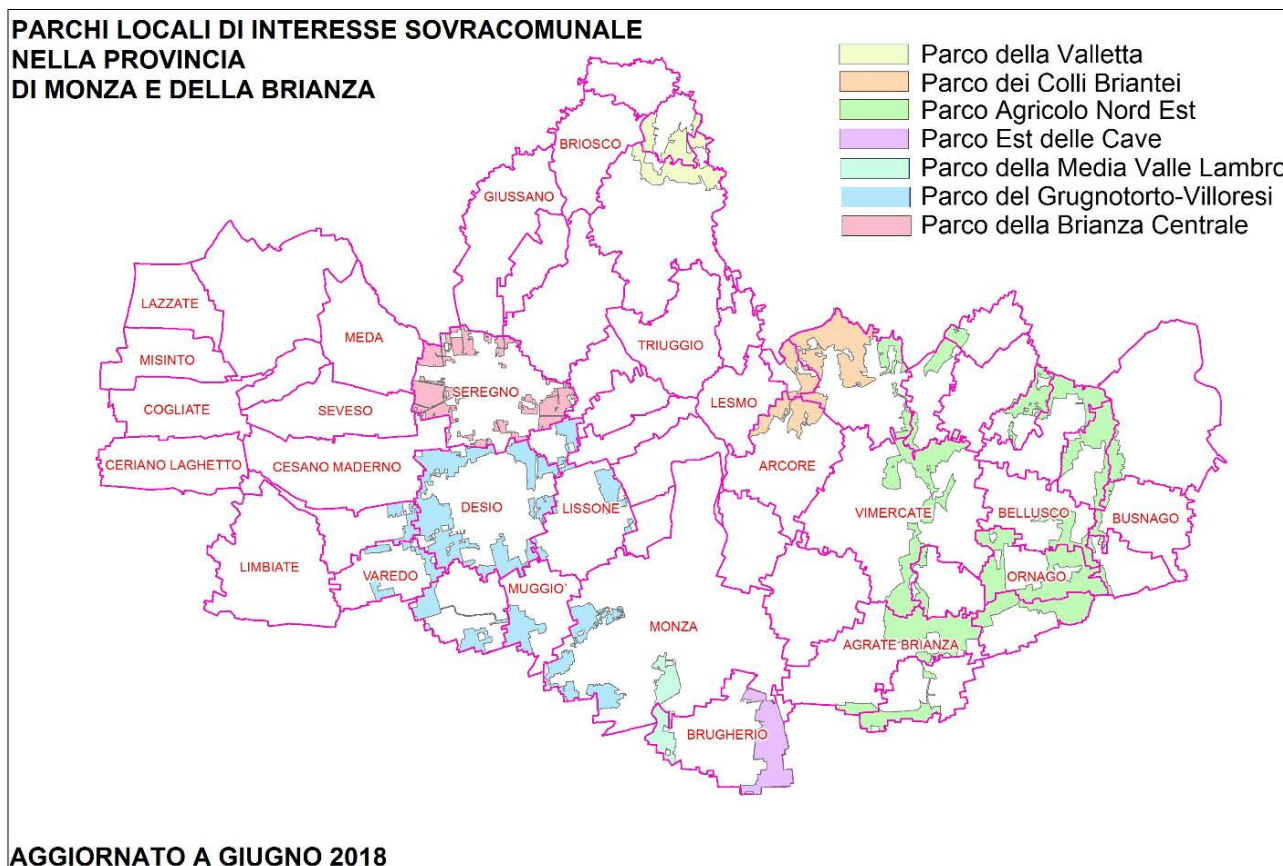 PARCHI LOCALI DI INTERESSE SOVRACOMUNALE
NELLA PROVINCIA
DI MONZA E DELLA BRIANZA
Parco della Valletta
Parco dei Colli Briantei
Parco Agricolo Nord Est
Parco Est delle Cave
Parco della Media Valle Lambro
Parco del Grugnotorto-Villoresi
Parco della Brianza Centrale
BRIOSCO
GIUSSANO
LAZZATE
MEDA
MISINTO
TRIUGGIO
SEREGNO
LESMO
COGLIATE
SEVESO
CERIANO LAGHETTO
CESANO MADERNO
ARCORE
DESIO
LISSONE
VIMERCATE
BELLUSCO
BUSNAGO
LIMBIATE
VAREDO
ORNAGO
MUGGIO`
MONZA
AGRATE BRIANZA
BRUGHERIO
AGGIORNATO A GIUGNO 2018